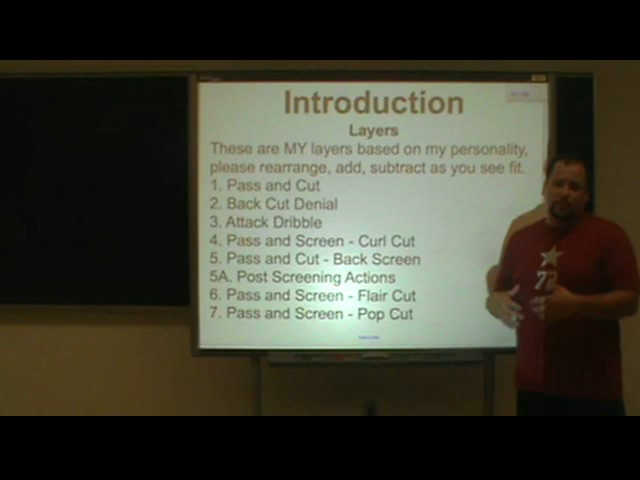 Introduction
Layers
These are MY layers based on my personality,
please rearrange, add, subtract as you see fit.
1. Pass and Cut
2. Back Cut Denial
3. Attack Dribble
4. Pass and Screen - Curl Cut
5. Pass and Cut - Back Screen
5A. Post Screening Actions
6. Pass and Screen - Flair Cut
7. Pass and Screen - Pop Cut